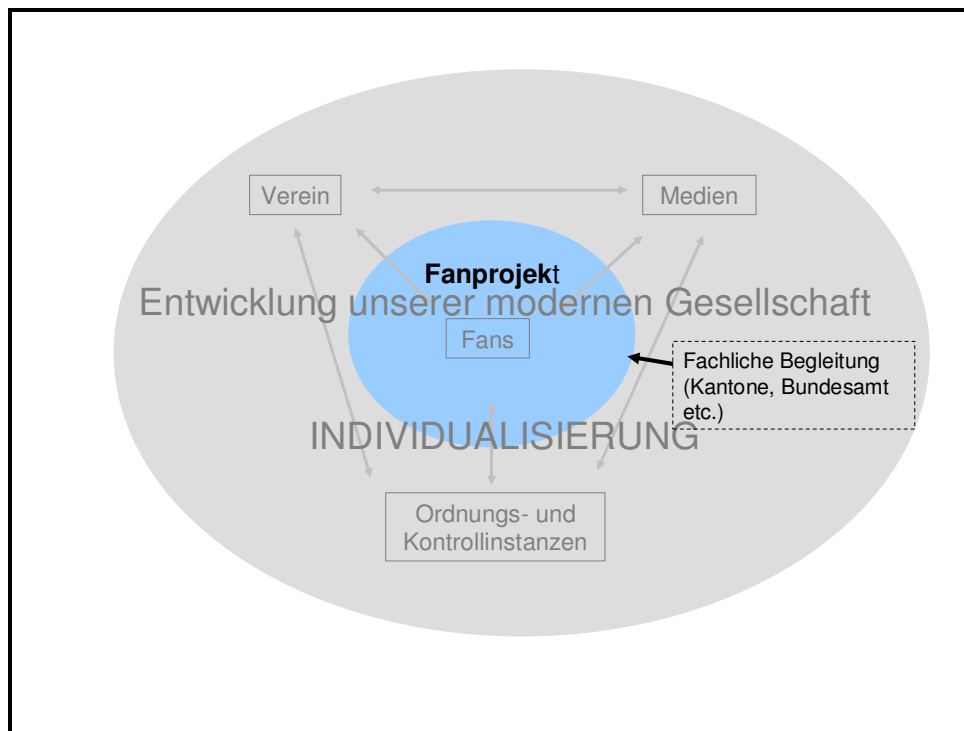 Verein
Medien
Fanprojekt
Entwicklung unserer modernen Gesellschaft
Fans
Fachliche Begleitung
(Kantone, Bundesamt
etc.)
INDIVIDUALISIERUNG
Ordnungs- und
Kontrollinstanzen